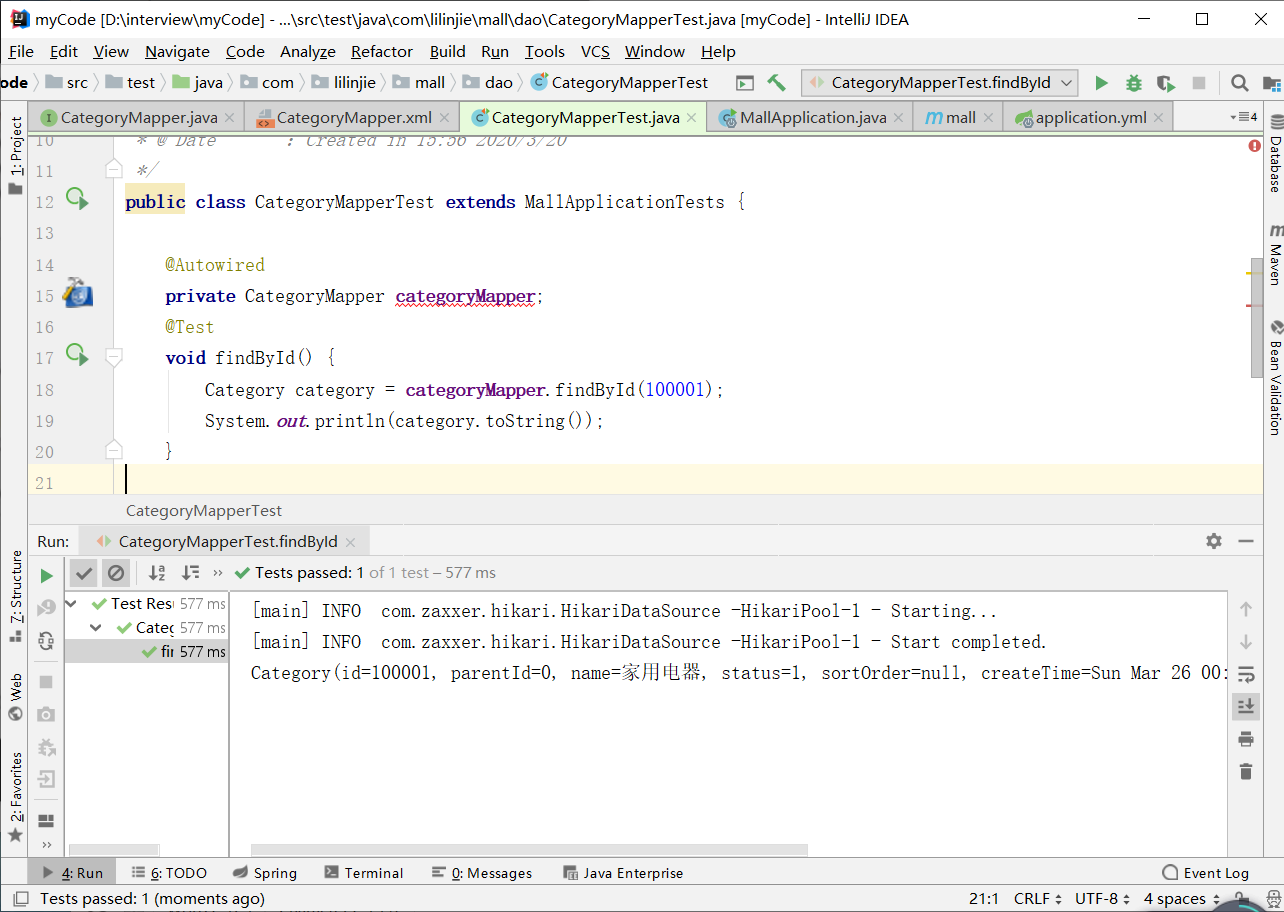 myCode [D:\interview\myCode] - ...\src\test\java\com\lilinjie\mall\dao\CategoryMapperTest.java [myCode] - IntelliJ IDEA
File Edit View Navigate Code Analyze Refactor Build Run Tools VCS Window Help
ode src test java com lilinjie mall dao CategoryMapperTest CategoryMapperTest.findById
CategoryMapper.java CategoryMapper.xml CategoryMapperTest.java MallApplication.java mall application.yml 4
1: Project
Database
Maven
Bean Validation
10 * @ Date : Created in 15:56 2020/3/20
11 */
12 public class CategoryMapperTest extends MallApplicationTests {
13
14 @Autowired
15 private CategoryMapper categoryMapper;
16 @Test
17 void findById() {
18 Category category = categoryMapper.findById(100001);
19 System.out.println(category.toString());
20 }
21
CategoryMapperTest
Run: CategoryMapperTest.findById
7: Structure
Web
2: Favorites
Tests passed: 1 of 1 test – 577 ms
Test Res 577 ms
Categ 577 ms
fi 577 ms
[main] INFO  com.zaxxer.hikari.HikariDataSource -HikariPool-1 - Starting...
[main] INFO  com.zaxxer.hikari.HikariDataSource -HikariPool-1 - Start completed.
Category(id=100001, parentId=0, name=家用电器, status=1, sortOrder=null, createTime=Sun Mar 26 00:
4: Run 6: TODO Spring Terminal 0: Messages Java Enterprise Event Log
Tests passed: 1 (moments ago) 21:1 CRLF UTF-8 4 spaces